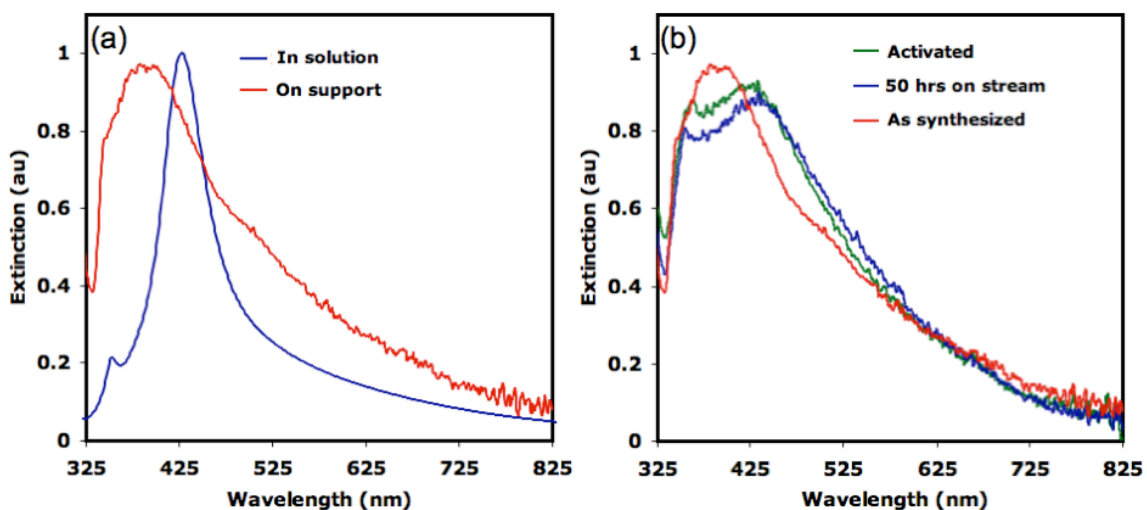 (a)
In solution
On support
1
0.8
0.6
0.4
0.2
0
Extinction (au)
325 425 525 625 725 825
Wavelength (nm)
(b)
Activated
50 hrs on stream
As synthesized
1
0.8
0.6
0.4
0.2
0
Extinction (au)
325 425 525 625 725 825
Wavelength (nm)